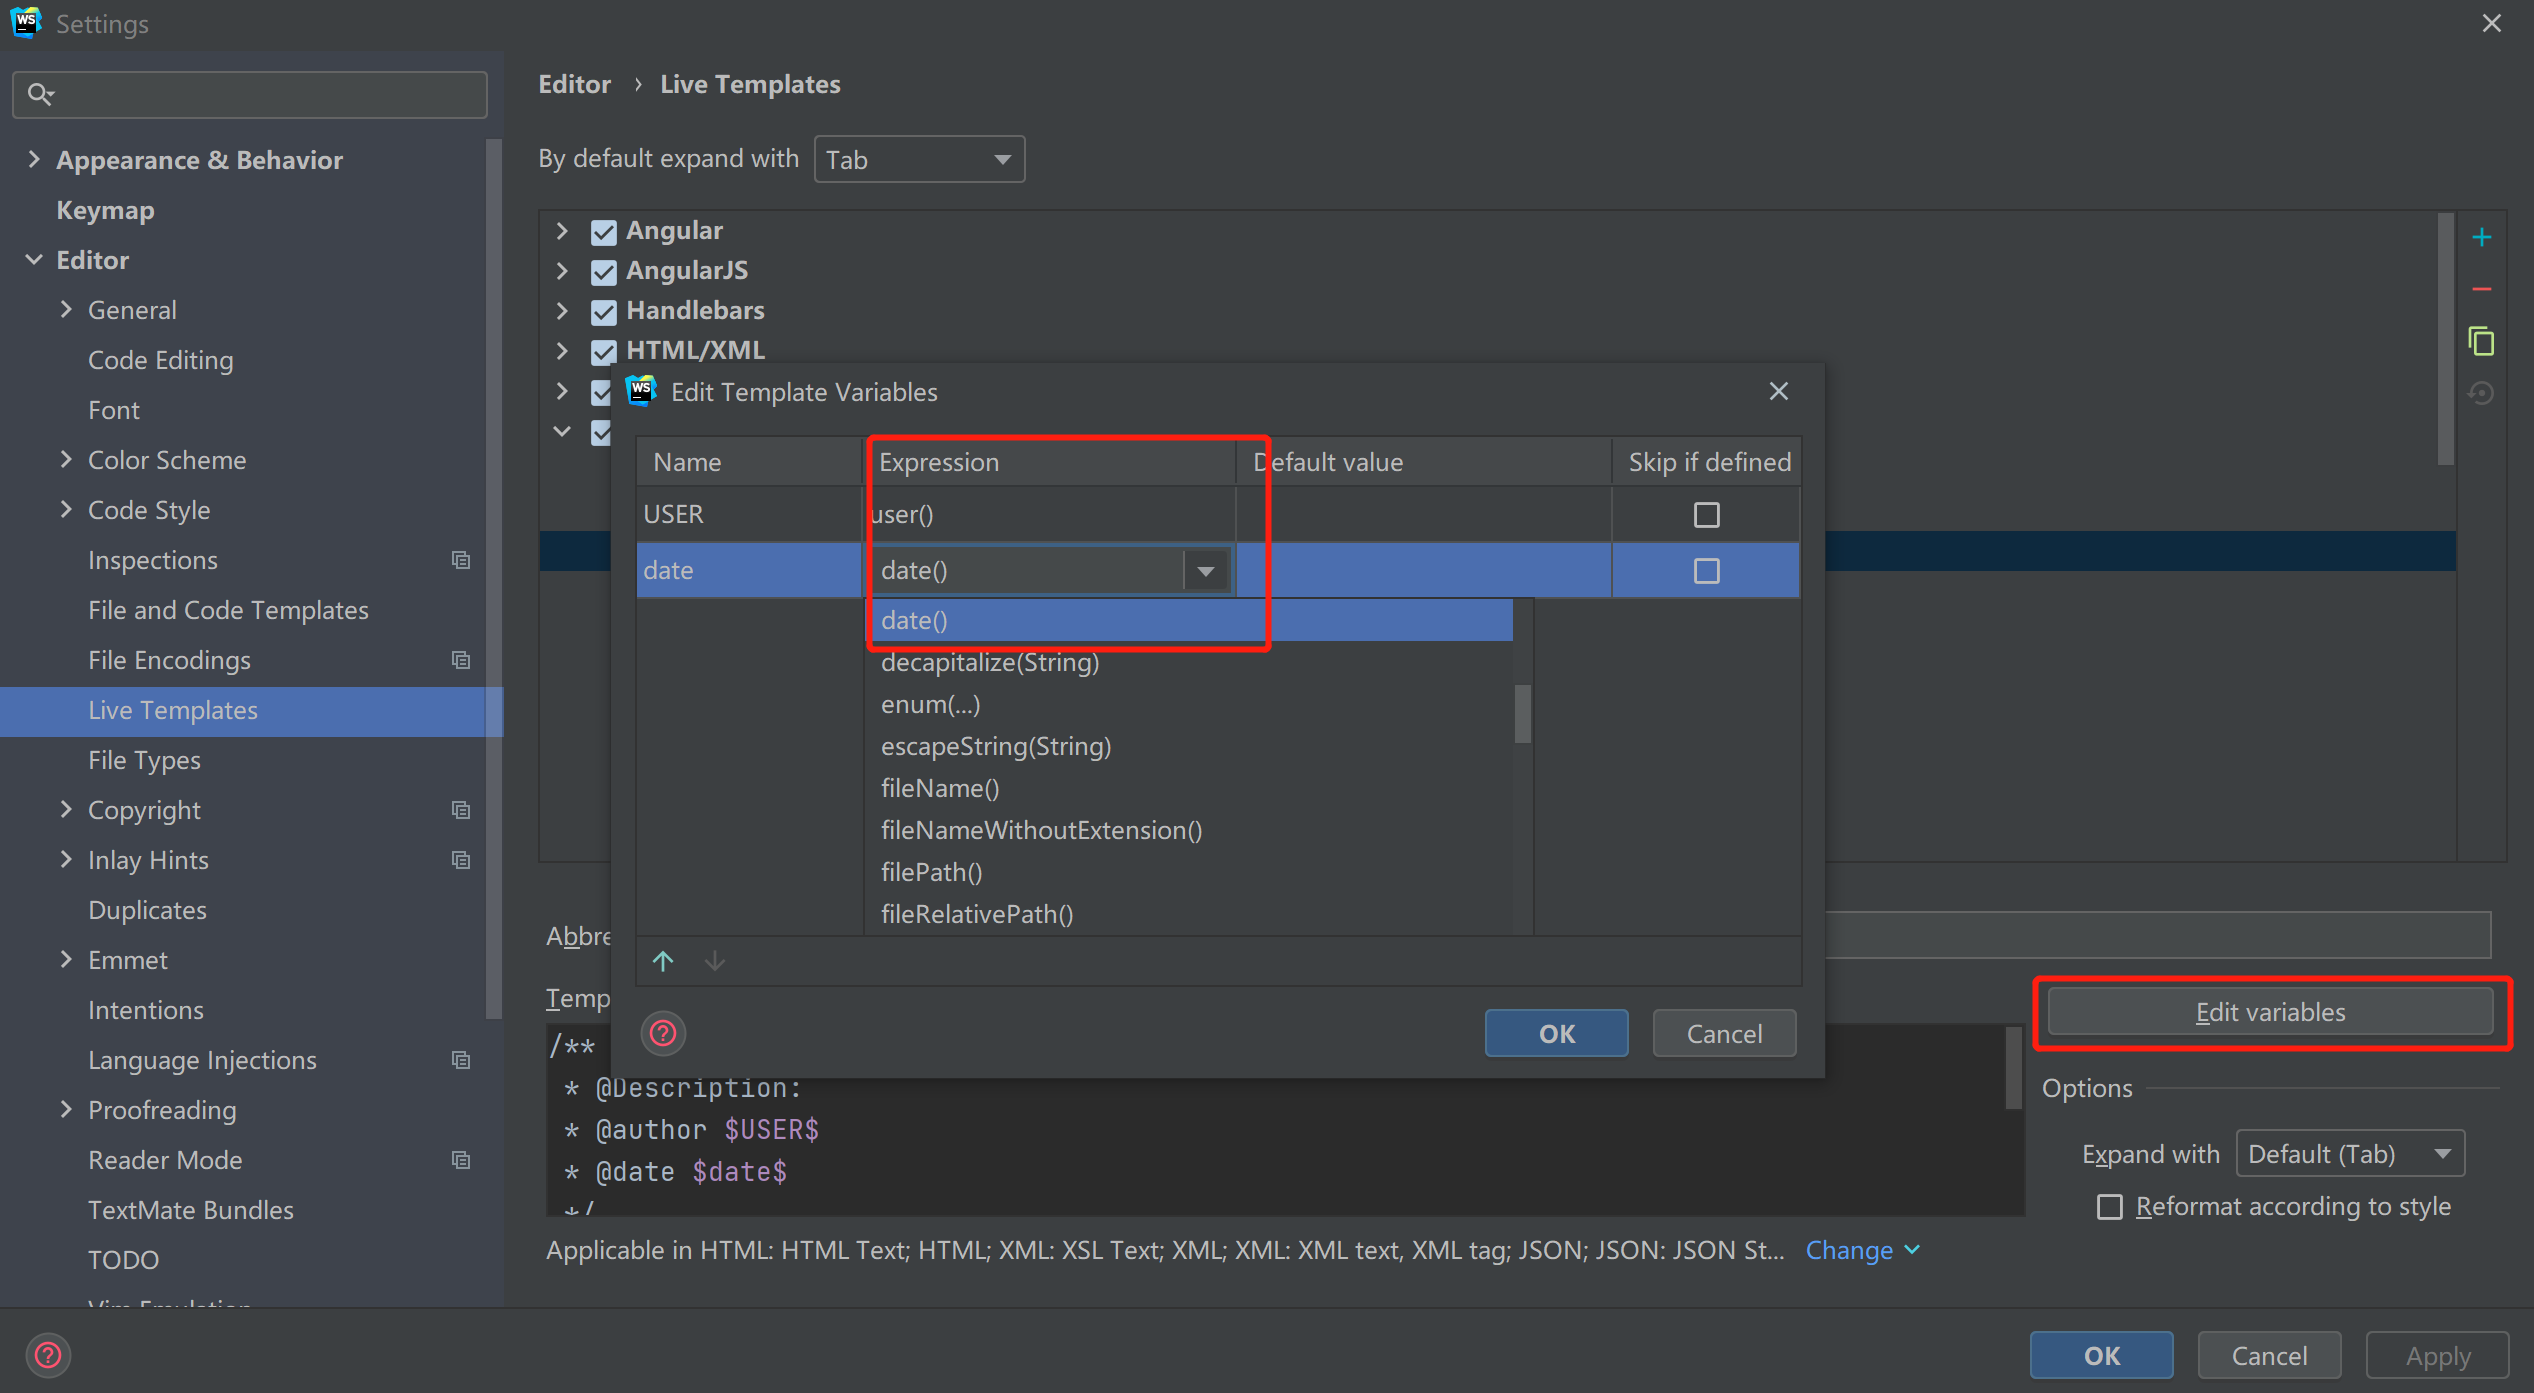 WS Settings
Editor › Live Templates
By default expand with Tab
Appearance & Behavior
Keymap
Editor
General
Code Editing
Font
Color Scheme
Code Style
Inspections
File and Code Templates
File Encodings
Live Templates
File Types
Copyright
Inlay Hints
Duplicates
Emmet
Intentions
Language Injections
Proofreading
Reader Mode
TextMate Bundles
TODO
Vim Emulation
Angular
AngularJS
Handlebars
HTML/XML
WS Edit Template Variables
Name Expression Default value Skip if defined
USER user()
date date()
date()
decapitalize(String)
enum(...)
escapeString(String)
fileName()
fileNameWithoutExtension()
filePath()
fileRelativePath()
OK Cancel
Abbre
Temp
/**
* @Description:
* @author $USER$
* @date $date$
*/
Edit variables
Options
Expand with Default (Tab)
Reformat according to style
Applicable in HTML: HTML Text; HTML; XML: XSL Text; XML; XML: XML text, XML tag; JSON; JSON: JSON St... Change
OK Cancel Apply